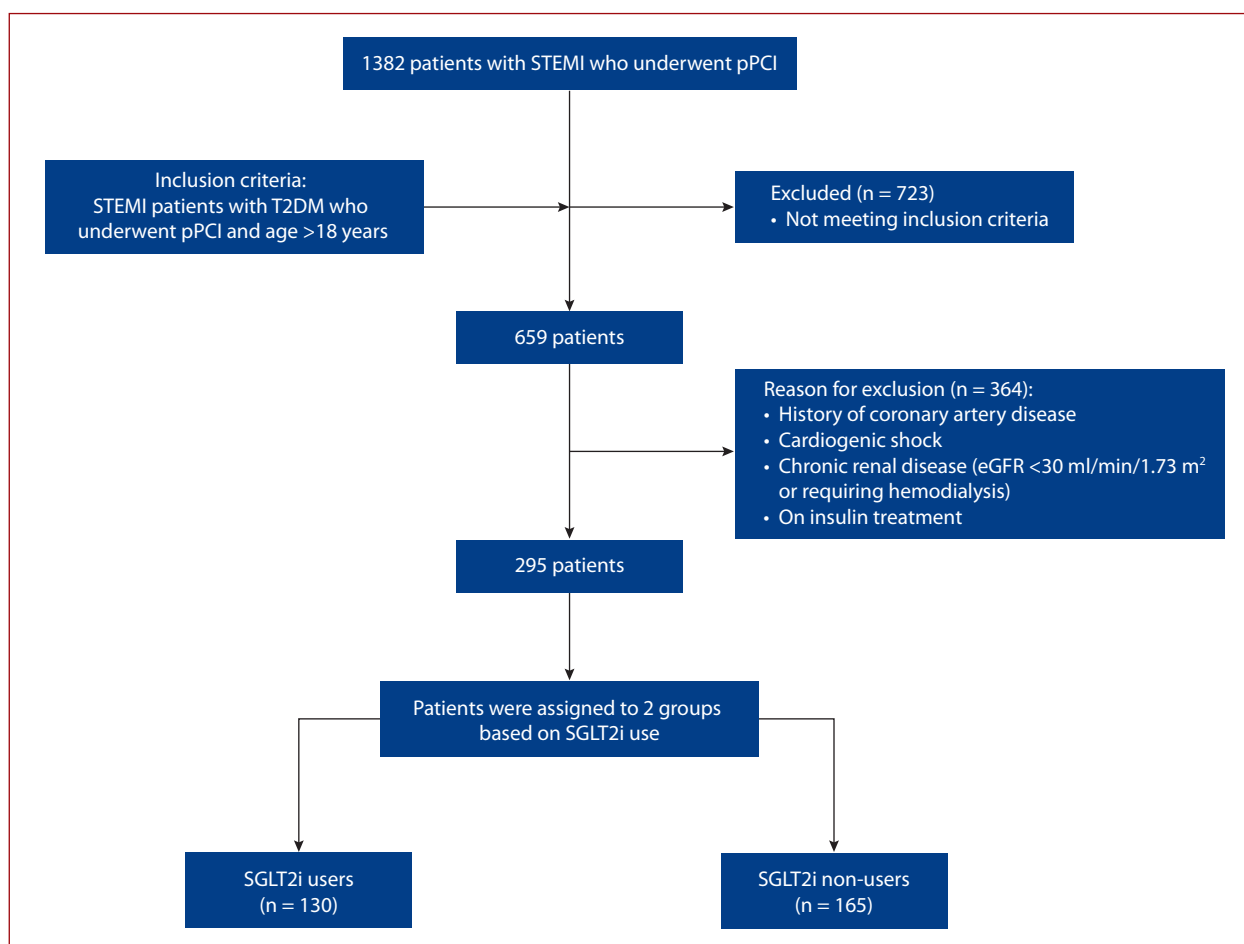 1382 patients with STEMI who underwent pPCI
Inclusion criteria:
STEMI patients with T2DM who
underwent pPCI and age >18 years
Excluded (n = 723)
• Not meeting inclusion criteria
659 patients
Reason for exclusion (n = 364):
• History of coronary artery disease
• Cardiogenic shock
• Chronic renal disease (eGFR <30 ml/min/1.73 m²
or requiring hemodialysis)
• On insulin treatment
295 patients
Patients were assigned to 2 groups
based on SGLT2i use
SGLT2i users
(n = 130)
SGLT2i non-users
(n = 165)